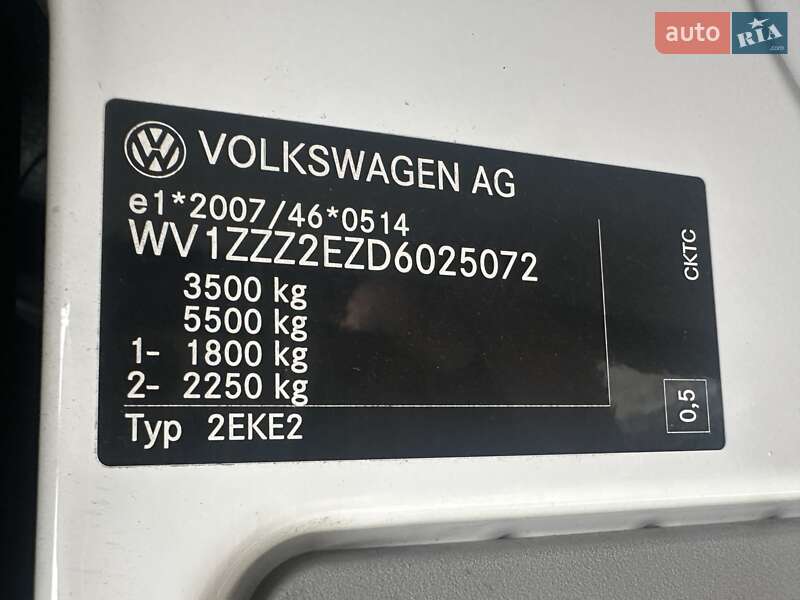 auto RIA.com
VOLKSWAGEN AG
e1*2007/46*0514
WV1ZZZ2EZD6025072
3500 kg
5500 kg
1- 1800 kg
2- 2250 kg
Typ 2EKE2
CKTC
0,5